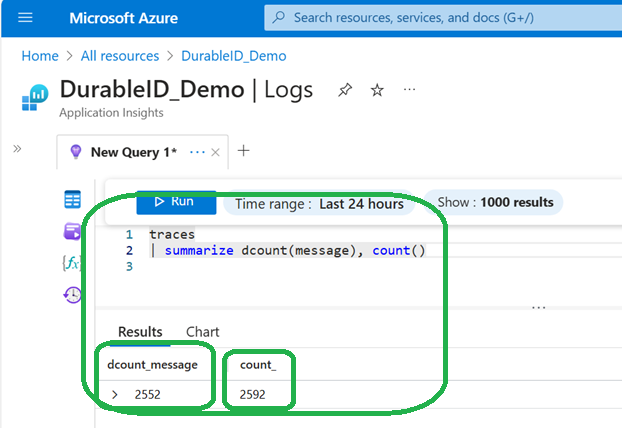 Microsoft Azure
Search resources, services, and docs (G+/)
Home > All resources > DurableID_Demo >
DurableID_Demo | Logs
Application Insights
New Query 1*
Run
Time range : Last 24 hours
Show : 1000 results
1 traces
2 | summarize dcount(message), count()
3
Results Chart
dcount_message count_
2552 2592